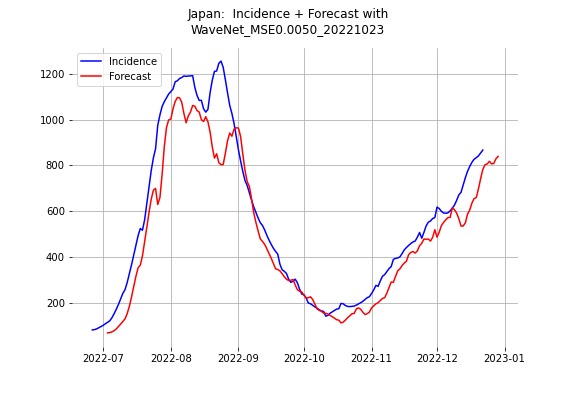 Japan:  Incidence + Forecast with
WaveNet_MSE0.0050_20221023
Incidence
Forecast
1200
1000
800
600
400
200
2022-07 2022-08 2022-09 2022-10 2022-11 2022-12 2023-01